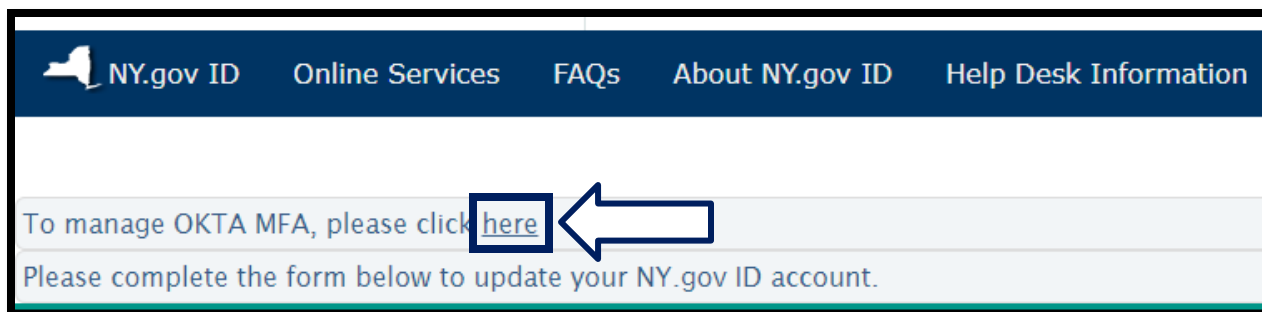 NY.gov ID Online Services FAQs About NY.gov ID Help Desk Information
To manage OKTA MFA, please click here
Please complete the form below to update your NY.gov ID account.